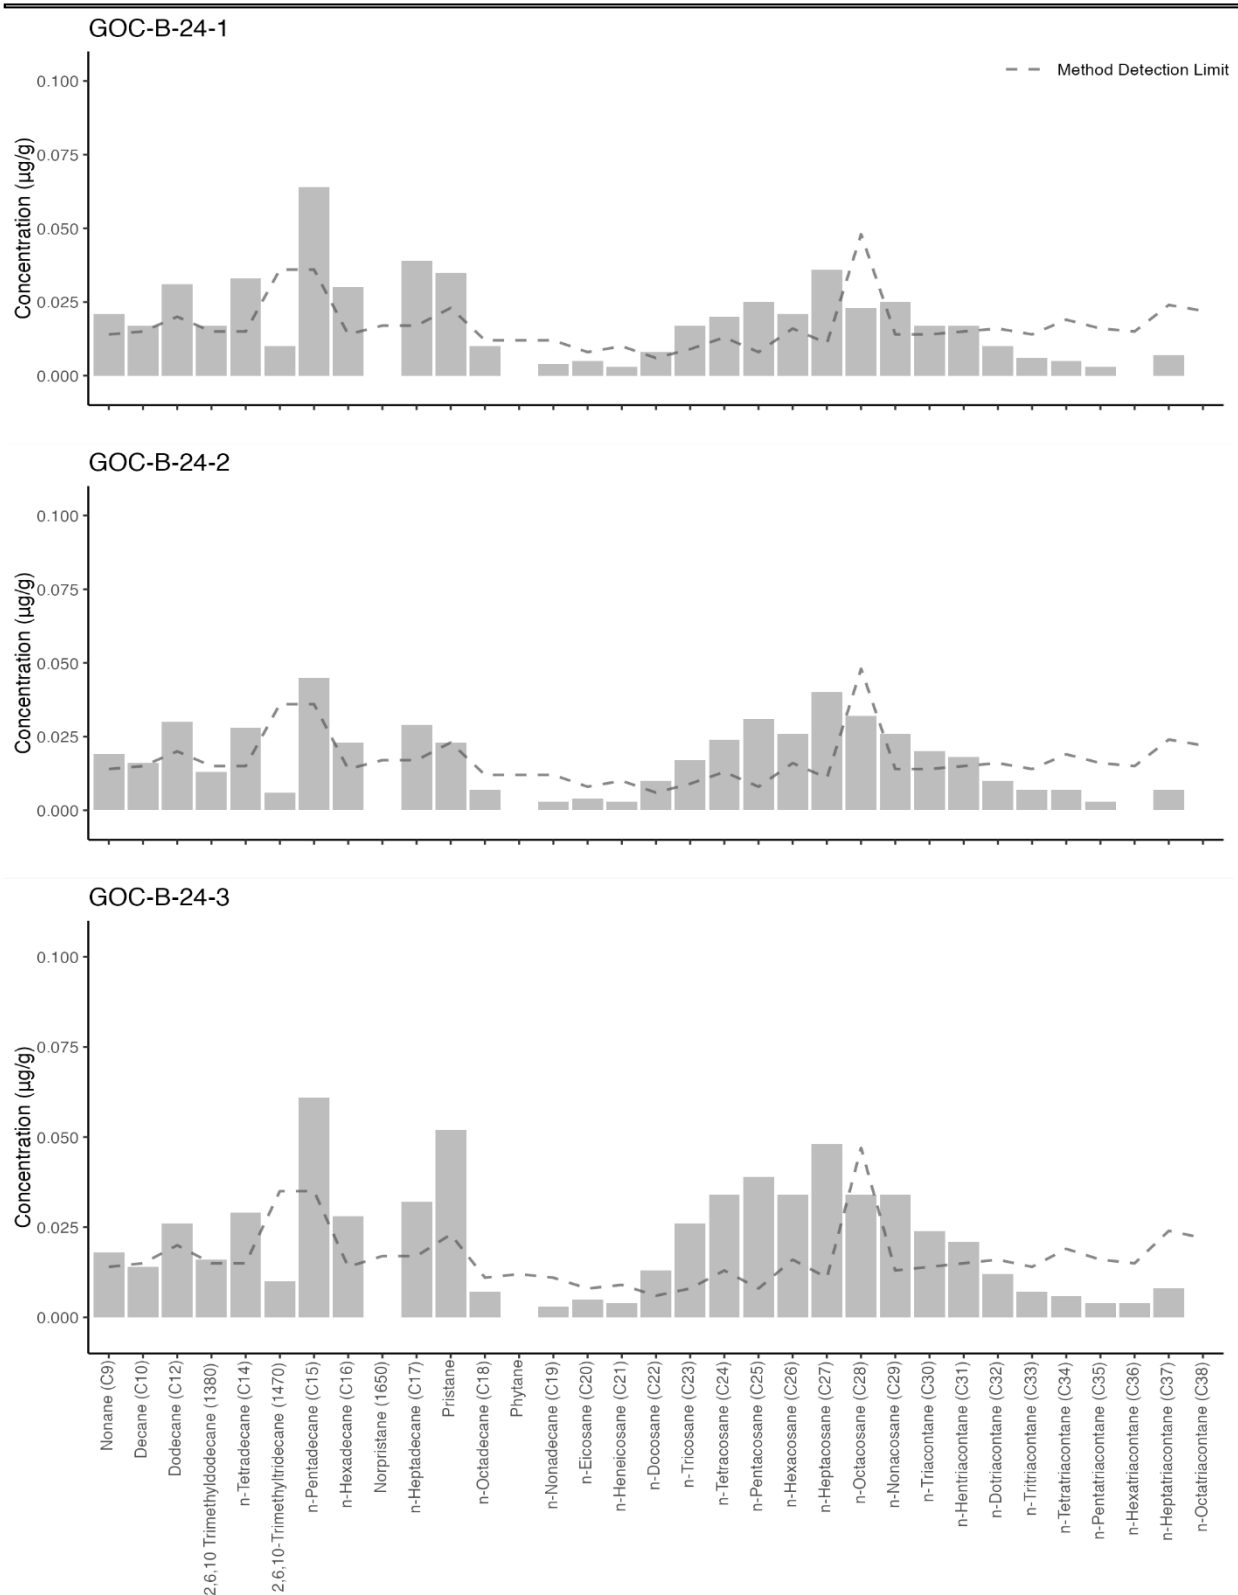 GOC-B-24-1
Method Detection Limit
Concentration (µg/g)
0.100
0.075
0.050
0.025
0.000
GOC-B-24-2
Concentration (µg/g)
0.100
0.075
0.050
0.025
0.000
GOC-B-24-3
Concentration (µg/g)
0.100
0.075
0.050
0.025
0.000
Nonane (C9)
Decane (C10)
Dodecane (C12)
2,6,10 Trimethyldodecane (1380)
n-Tetradecane (C14)
2,6,10-Trimethyltridecane (1470)
n-Pentadecane (C15)
n-Hexadecane (C16)
Norpristane (1650)
n-Heptadecane (C17)
Pristane
n-Octadecane (C18)
Phytane
n-Nonadecane (C19)
n-Eicosane (C20)
n-Heneicosane (C21)
n-Docosane (C22)
n-Tricosane (C23)
n-Tetracosane (C24)
n-Pentacosane (C25)
n-Hexacosane (C26)
n-Heptacosane (C27)
n-Octacosane (C28)
n-Nonacosane (C29)
n-Triacontane (C30)
n-Hentriacontane (C31)
n-Dotriacontane (C32)
n-Tritriacontane (C33)
n-Tetratriacontane (C34)
n-Pentatriacontane (C35)
n-Hexatriacontane (C36)
n-Heptatriacontane (C37)
n-Octatriacontane (C38)